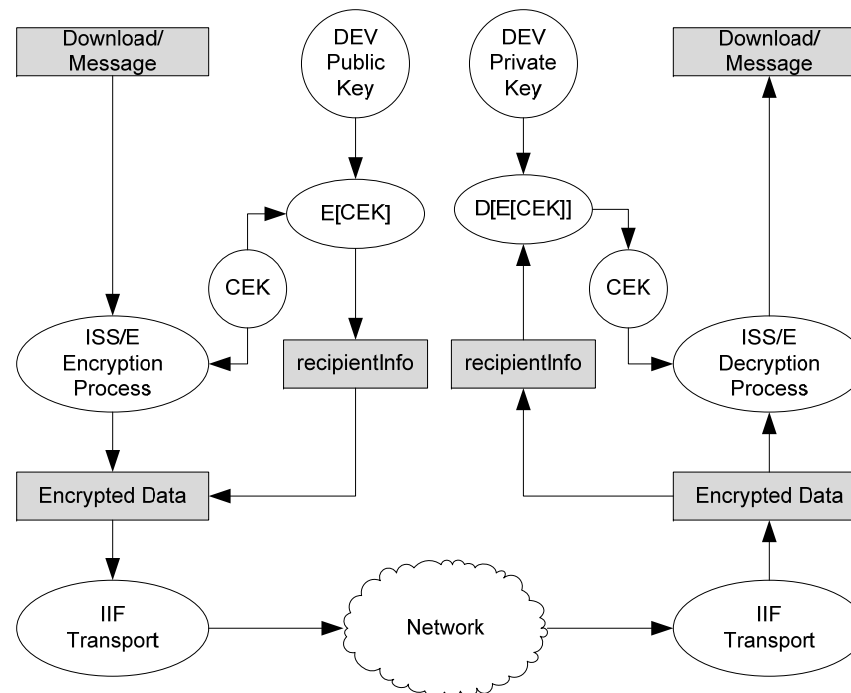 Download/
Message
DEV
Public
Key
DEV
Private
Key
Download/
Message
E[CEK]
D[E[CEK]]
CEK
CEK
ISS/E
Encryption
Process
recipientInfo
recipientInfo
ISS/E
Decryption
Process
Encrypted Data
Encrypted Data
IIF
Transport
Network
IIF
Transport